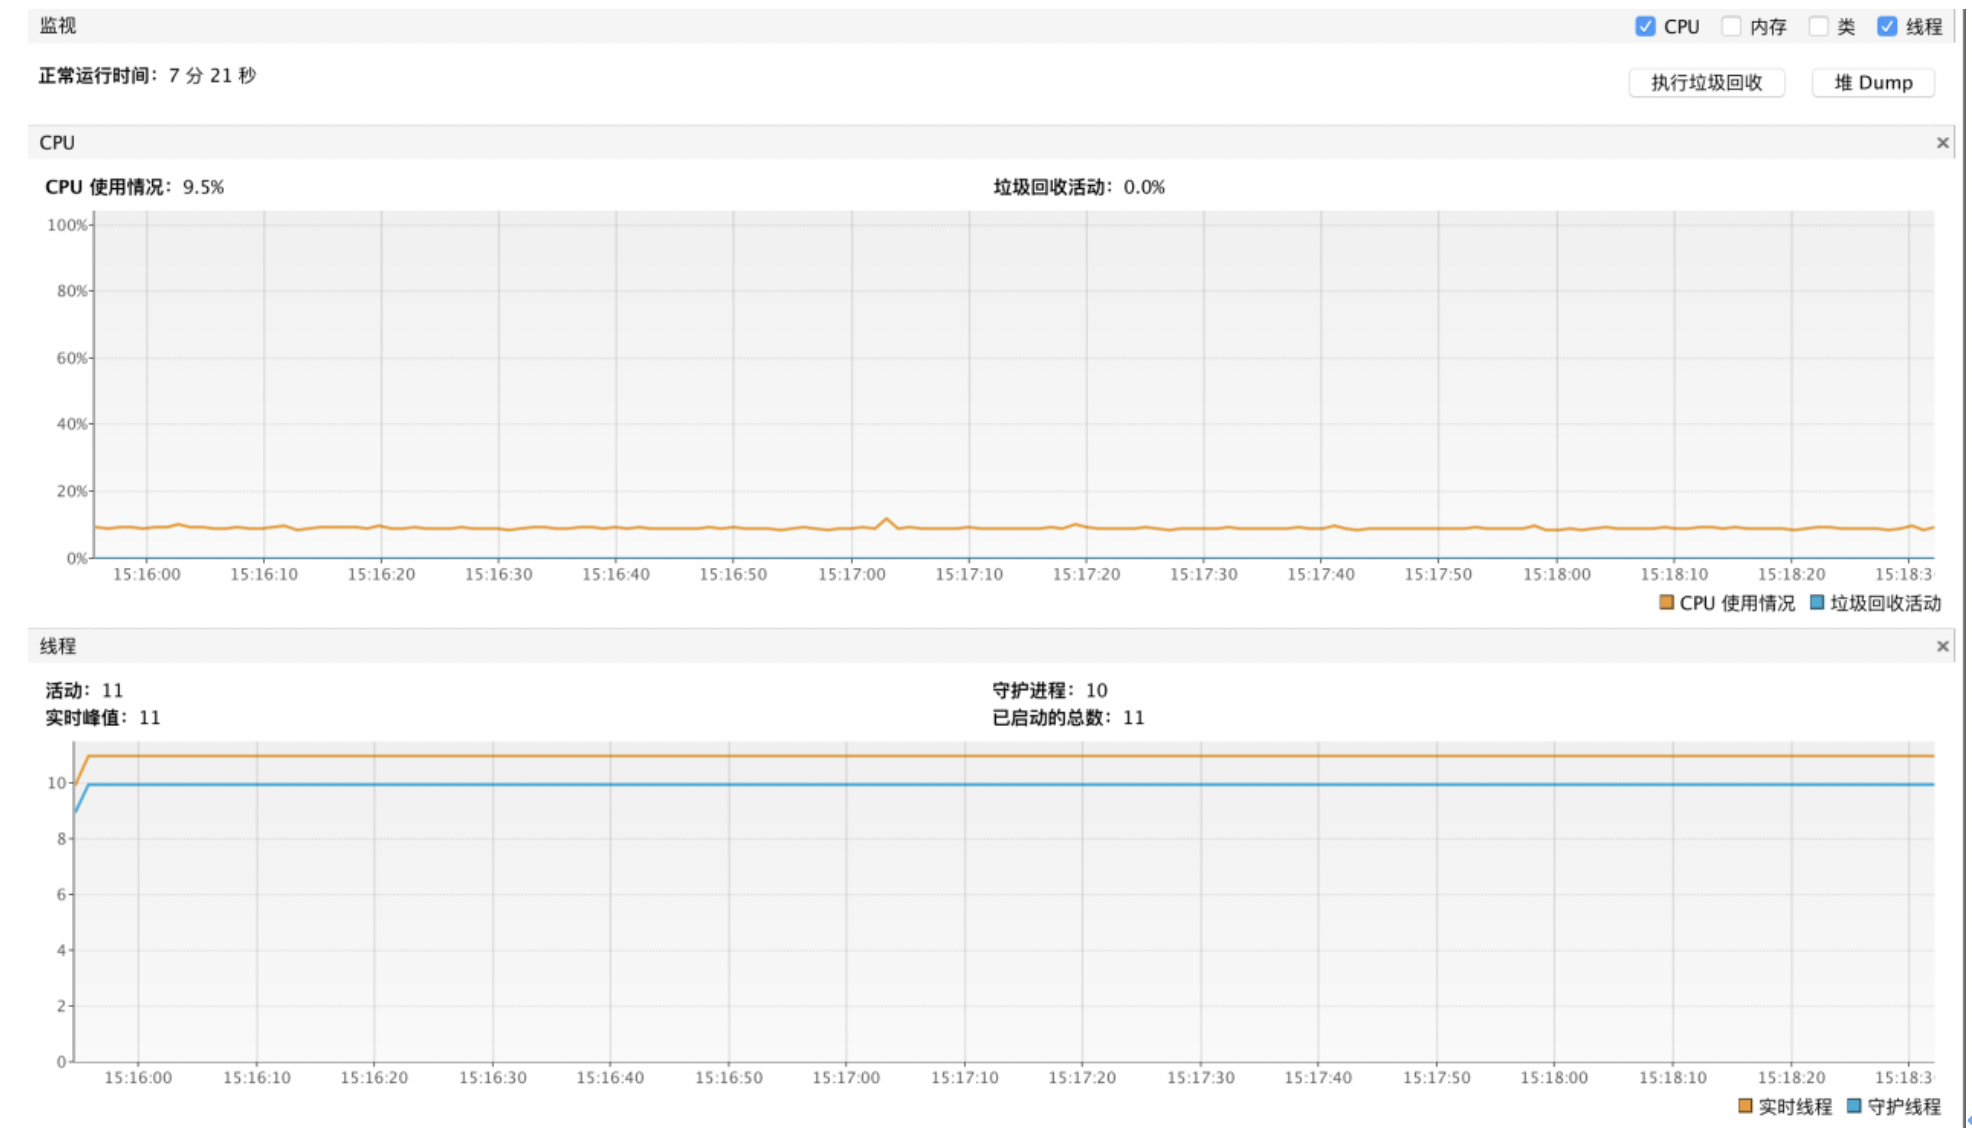 监视 CPU 内存 类 线程
正常运行时间：7 分 21 秒 执行垃圾回收 堆 Dump
CPU ×
CPU 使用情况：9.5% 垃圾回收活动：0.0%
100%
80%
60%
40%
20%
0%
15:16:00 15:16:10 15:16:20 15:16:30 15:16:40 15:16:50 15:17:00 15:17:10 15:17:20 15:17:30 15:17:40 15:17:50 15:18:00 15:18:10 15:18:20 15:18:3
CPU 使用情况 垃圾回收活动
线程 ×
活动：11 守护进程：10
实时峰值：11 已启动的总数：11
10
8
6
4
2
0
15:16:00 15:16:10 15:16:20 15:16:30 15:16:40 15:16:50 15:17:00 15:17:10 15:17:20 15:17:30 15:17:40 15:17:50 15:18:00 15:18:10 15:18:20 15:18:3
实时线程 守护线程